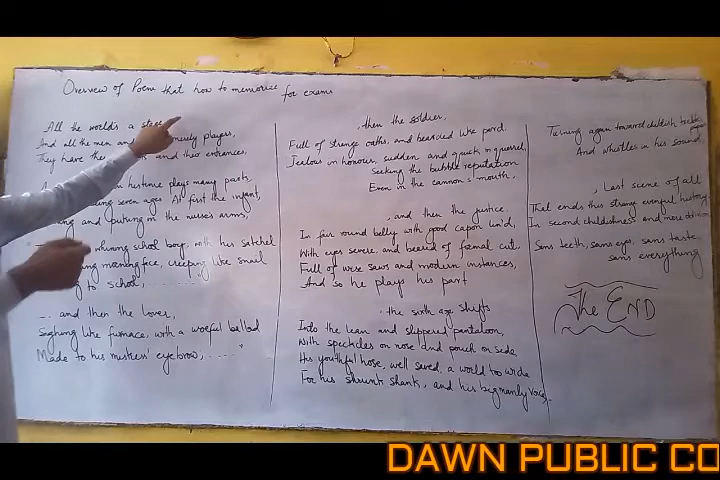 Overview of Poem that how to memorise for exams
All the world's a stage
And all the men and merely players,
They have the and their entrances,
histime plays many parts
seven ages. At first the infant,
and puking in the nurse's arms,
whining school boy, with his satchel
morning face, creeping like snail
to school, ........
... and then the lover,
Sighing like furnace, with a woeful ballad
Made to his mistress' eyebrow, ....."
, then the soldier,
Full of strange oaths, and bearded like pard.
Jealous in honour, sudden and quick in quarrel,
Seeking the bubble reputation
Even in the cannon's mouth,
, and then the justice,
In fair round belly with good capon lin'd,
With eyes severe and beard of formal cut
Full of wise saws and modern instances,
And so he plays his part
, the sixth age shifts
Into the lean and slippered pantaloon,
With spectacles on nose and pouch on side,
His youthful hose, well saved, a world too wide
For his shrunk shank, and his big manly voice,
Turning again toward childish, trebble
pipes
And whistles in his sound,
, Last scene of all
That ends this strange eventful history
In second childishness and mere
Sans teeth, sans eyes, sans taste,
sans everything
The END
DAWN PUBLIC CO